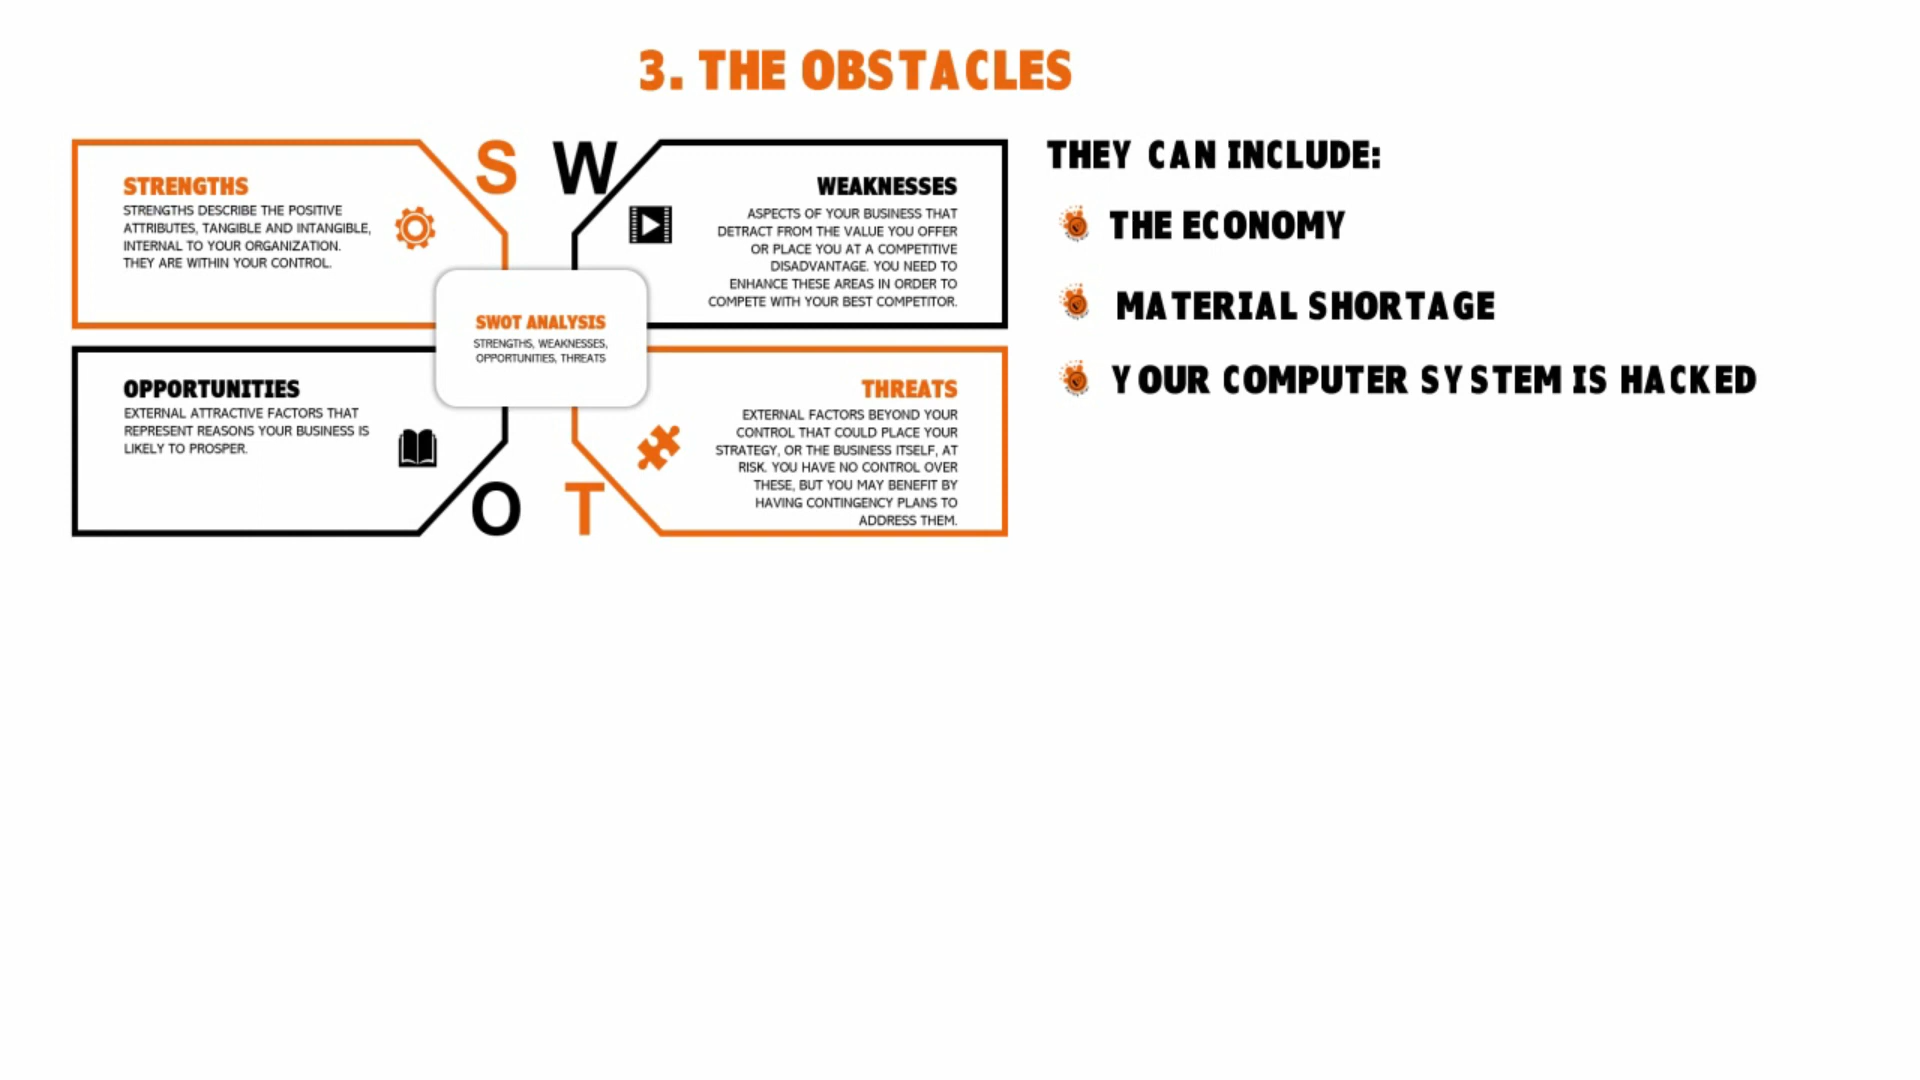 3. THE OBSTACLES
S W
STRENGTHS
STRENGTHS DESCRIBE THE POSITIVE
ATTRIBUTES, TANGIBLE AND INTANGIBLE,
INTERNAL TO YOUR ORGANIZATION.
THEY ARE WITHIN YOUR CONTROL.
WEAKNESSES
ASPECTS OF YOUR BUSINESS THAT
DETRACT FROM THE VALUE YOU OFFER
OR PLACE YOU AT A COMPETITIVE
DISADVANTAGE. YOU NEED TO
ENHANCE THESE AREAS IN ORDER TO
COMPETE WITH YOUR BEST COMPETITOR.
SWOT ANALYSIS
STRENGTHS, WEAKNESSES,
OPPORTUNITIES, THREATS
OPPORTUNITIES
EXTERNAL ATTRACTIVE FACTORS THAT
REPRESENT REASONS YOUR BUSINESS IS
LIKELY TO PROSPER.
THREATS
EXTERNAL FACTORS BEYOND YOUR
CONTROL THAT COULD PLACE YOUR
STRATEGY, OR THE BUSINESS ITSELF, AT
RISK. YOU HAVE NO CONTROL OVER
THESE, BUT YOU MAY BENEFIT BY
HAVING CONTINGENCY PLANS TO
ADDRESS THEM.
O T
THEY CAN INCLUDE:
THE ECONOMY
MATERIAL SHORTAGE
YOUR COMPUTER SYSTEM IS HACKED